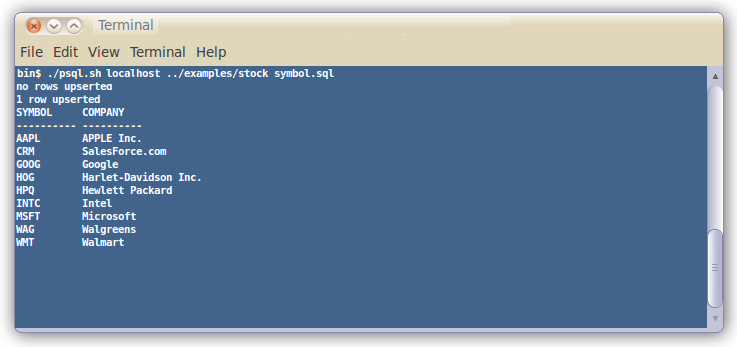 Terminal
File Edit View Terminal Help
bin$ ./psql.sh localhost ../examples/stock symbol.sql
no rows upserted
1 row upserted
SYMBOL COMPANY
---------- ----------
AAPL APPLE Inc.
CRM SalesForce.com
GOOG Google
HOG Harlet-Davidson Inc.
HPQ Hewlett Packard
INTC Intel
MSFT Microsoft
WAG Walgreens
WMT Walmart